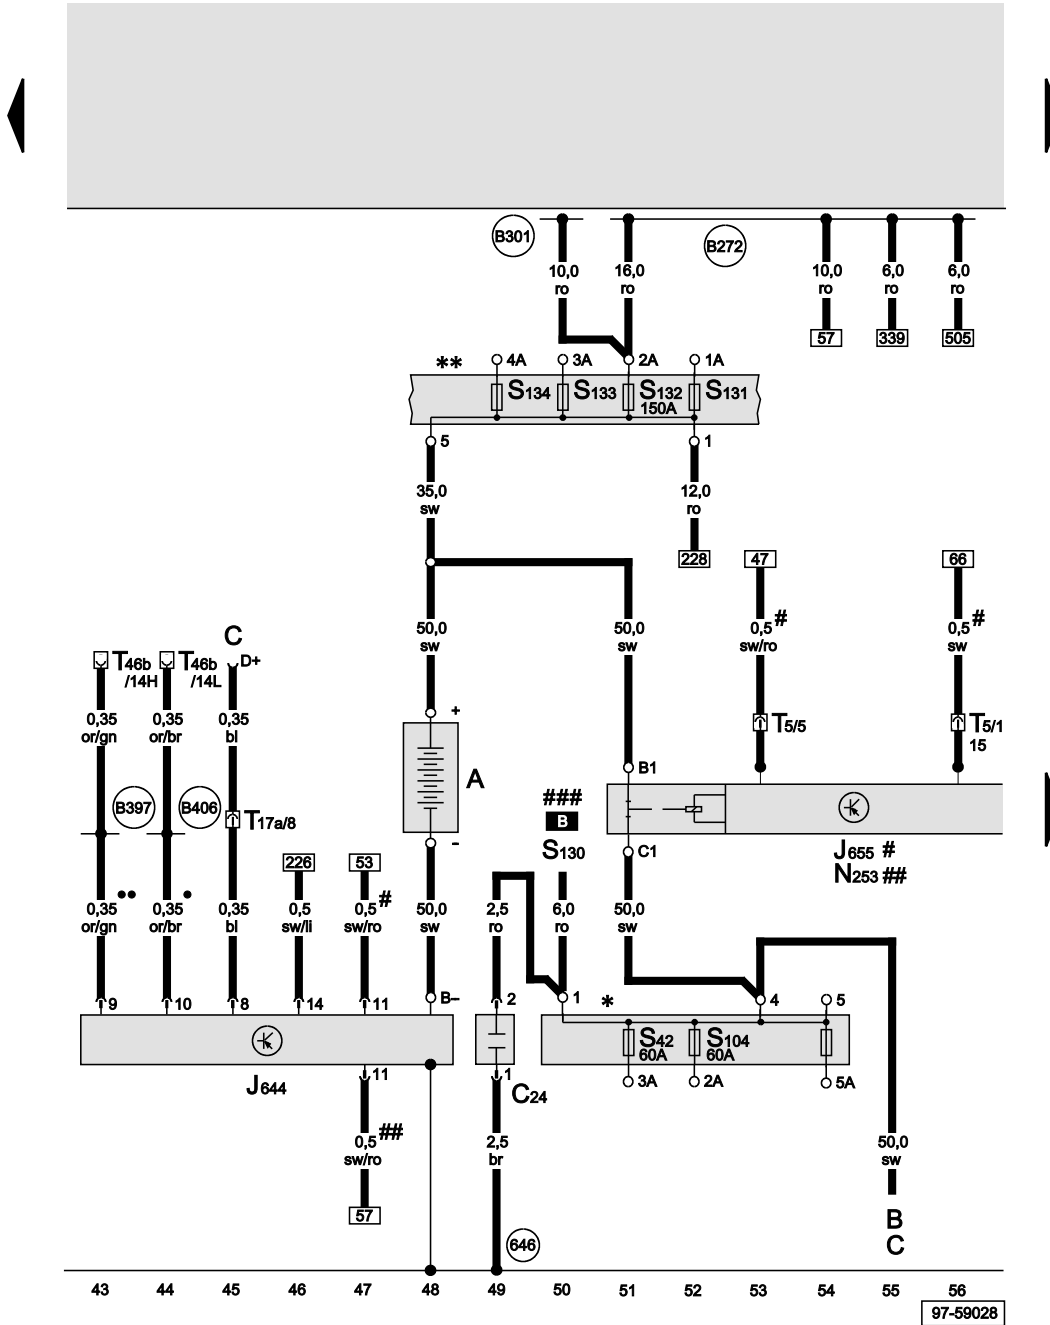 B301
B272
10,0
ro
16,0
ro
10,0
ro
6,0
ro
6,0
ro
57
339
505
**
4A
3A
2A
1A
S134
S133
S132
150A
S131
5
1
35,0
sw
12,0
ro
228
47
66
50,0
sw
50,0
sw
0,5
sw/ro
#
0,5
sw
#
C
T46b
/14H
T46b
/14L
D+
0,35
or/gn
0,35
or/br
0,35
bl
+
T5/5
T5/1
15
A
B1
B397
B406
T17a/8
###
B
S130
-
C1
J655 #
N253 ##
226
53
0,35
or/gn
••
0,35
or/br
•
0,35
bl
0,5
sw/li
0,5
sw/ro
#
50,0
sw
2,5
ro
6,0
ro
50,0
sw
9
10
8
14
11
B–
2
1
*
4
5
S42
60A
S104
60A
J644
11
1
C24
3A
2A
5A
0,5
sw/ro
##
2,5
br
50,0
sw
57
646
B
C
43 44 45 46 47 48 49 50 51 52 53 54 55 56
97-59028